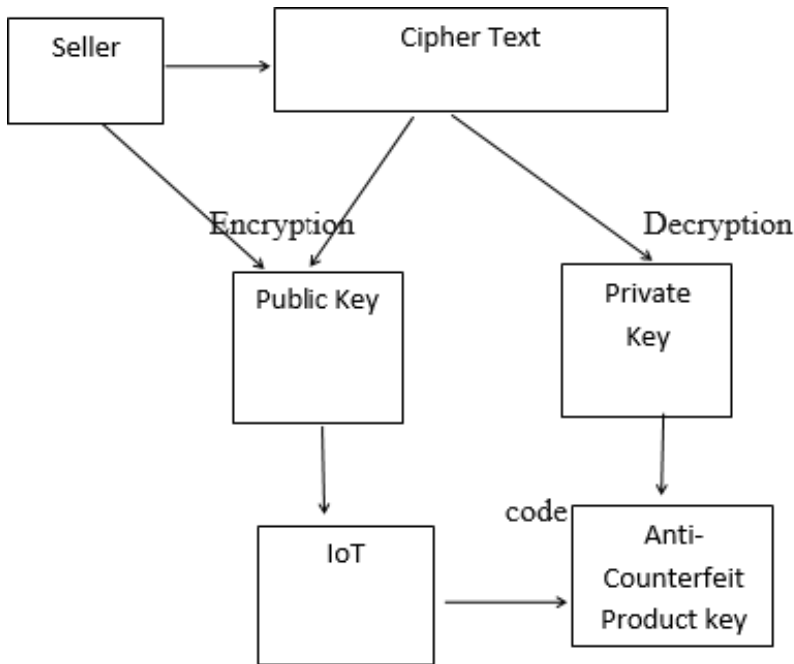 Seller
Cipher Text
Encryption
Decryption
Public Key
Private
Key
code
IoT
Anti-
Counterfeit
Product key